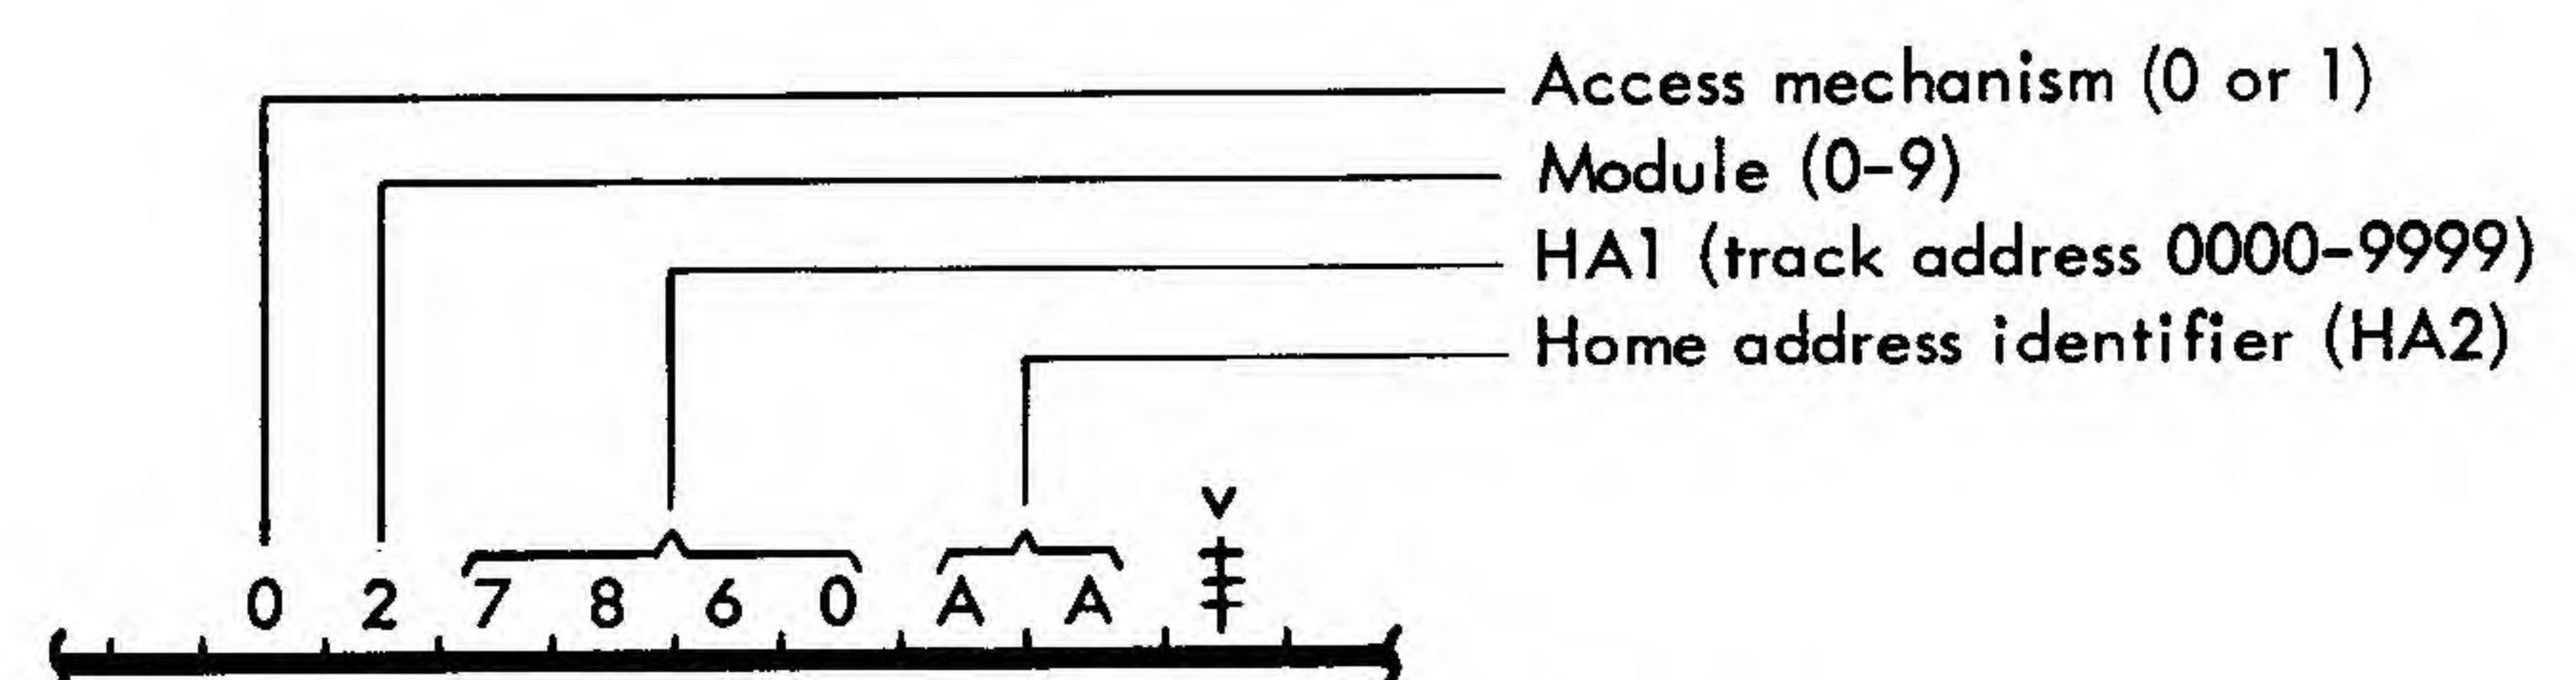 Access mechanism (0 or 1)
Module (0-9)
HA1 (track address 0000-9999)
Home address identifier (HA2)
v
0 2 7 8 6 0 A A ⧧